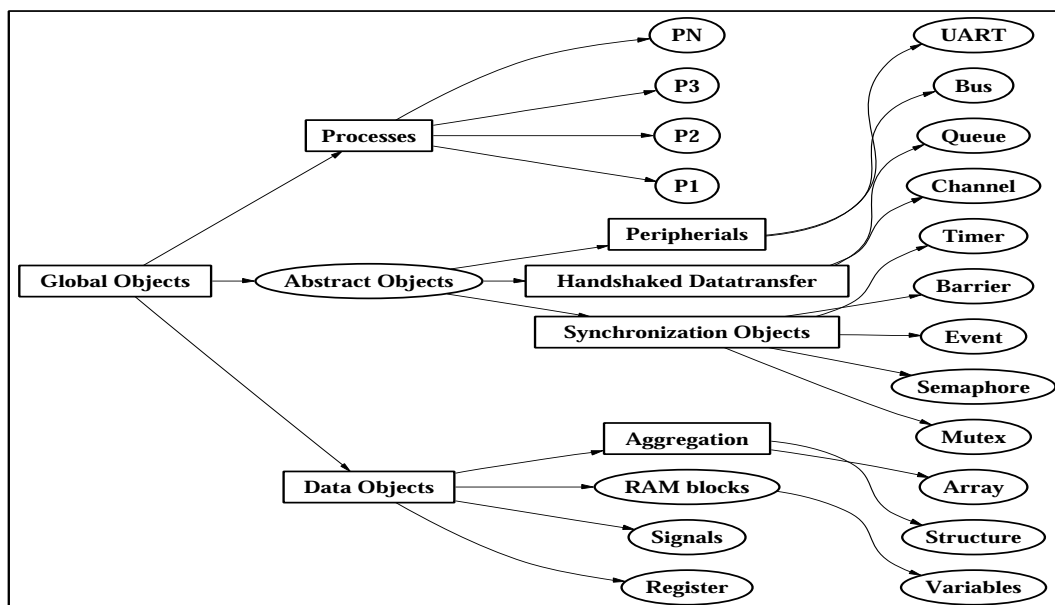 PN
UART
P3
Bus
Processes
P2
Queue
P1
Channel
Peripherials
Timer
Global Objects
Abstract Objects
Handshaked Datatransfer
Barrier
Synchronization Objects
Event
Semaphore
Aggregation
Mutex
Data Objects
RAM blocks
Array
Signals
Structure
Register
Variables